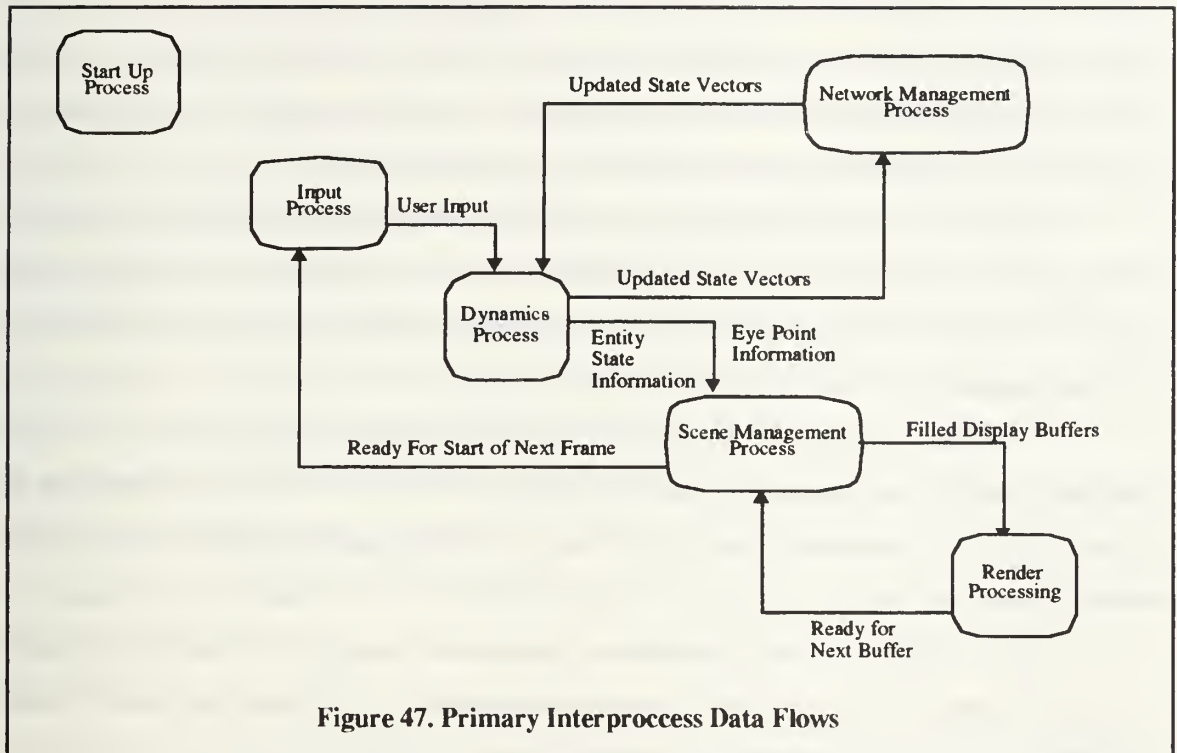 Start Up
Process
Updated State Vectors
Network Management
Process
Input
Process
User Input
Updated State Vectors
Dynamics
Process
Entity
State
Information
Eye Point
Information
Scene Management
Process
Filled Display Buffers
Ready For Start of Next Frame
Render
Processing
Ready for
Next Buffer
Figure 47. Primary Interproccess Data Flows